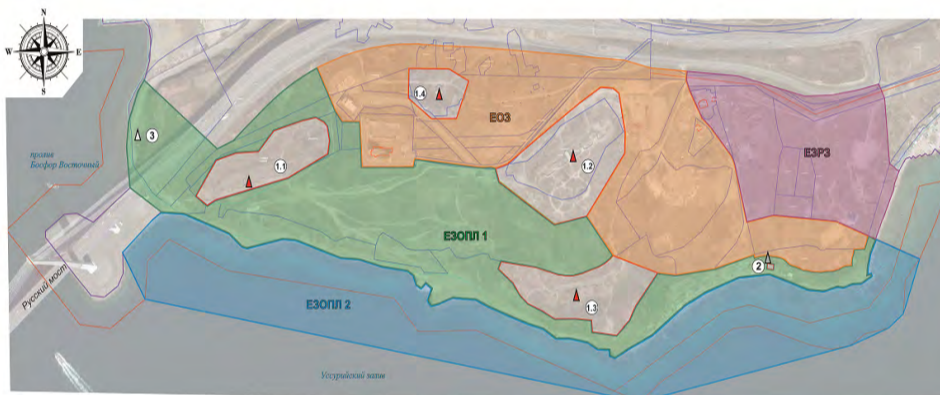 N
W E
S
1.4
ЕОЗ
3
пролив
Босфор Восточный
1.1
1.2
ЕЗРЗ
ЕЗОПЛ 1
2
Русский мост
ЕЗОПЛ 2
1.3
Уссурийский залив